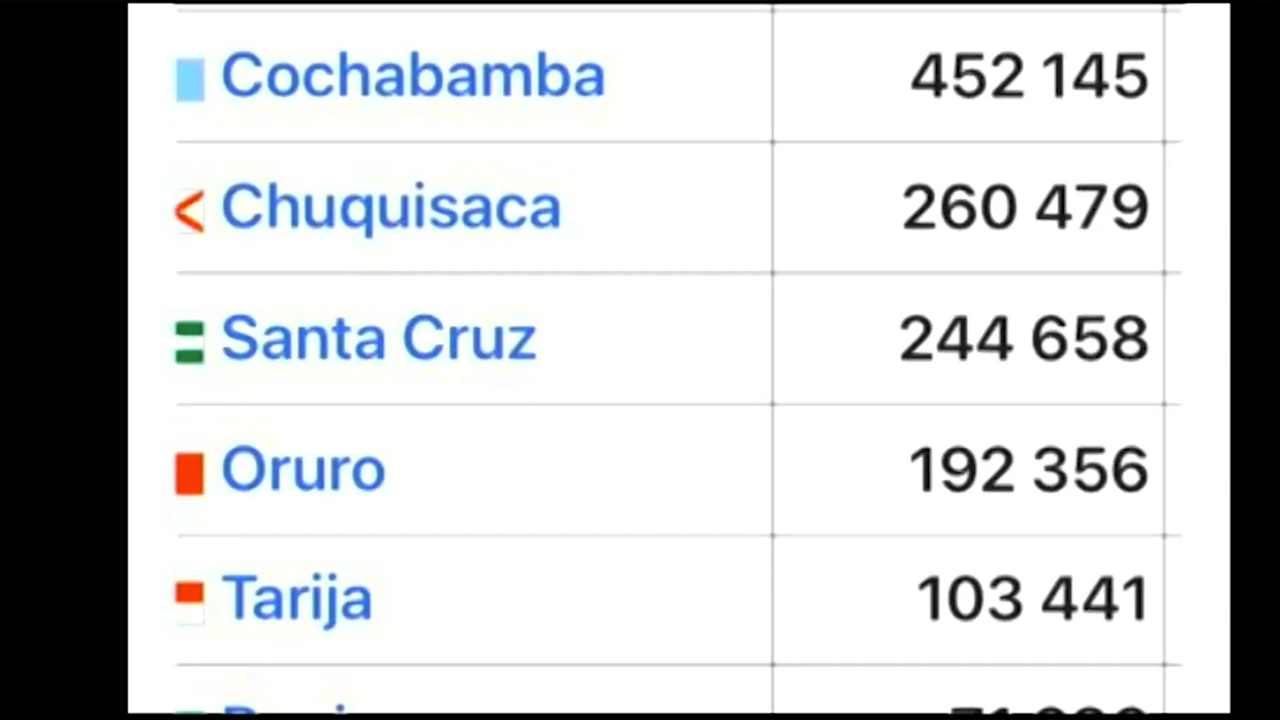 Cochabamba 452 145
Chuquisaca 260 479
Santa Cruz 244 658
Oruro 192 356
Tarija 103 441